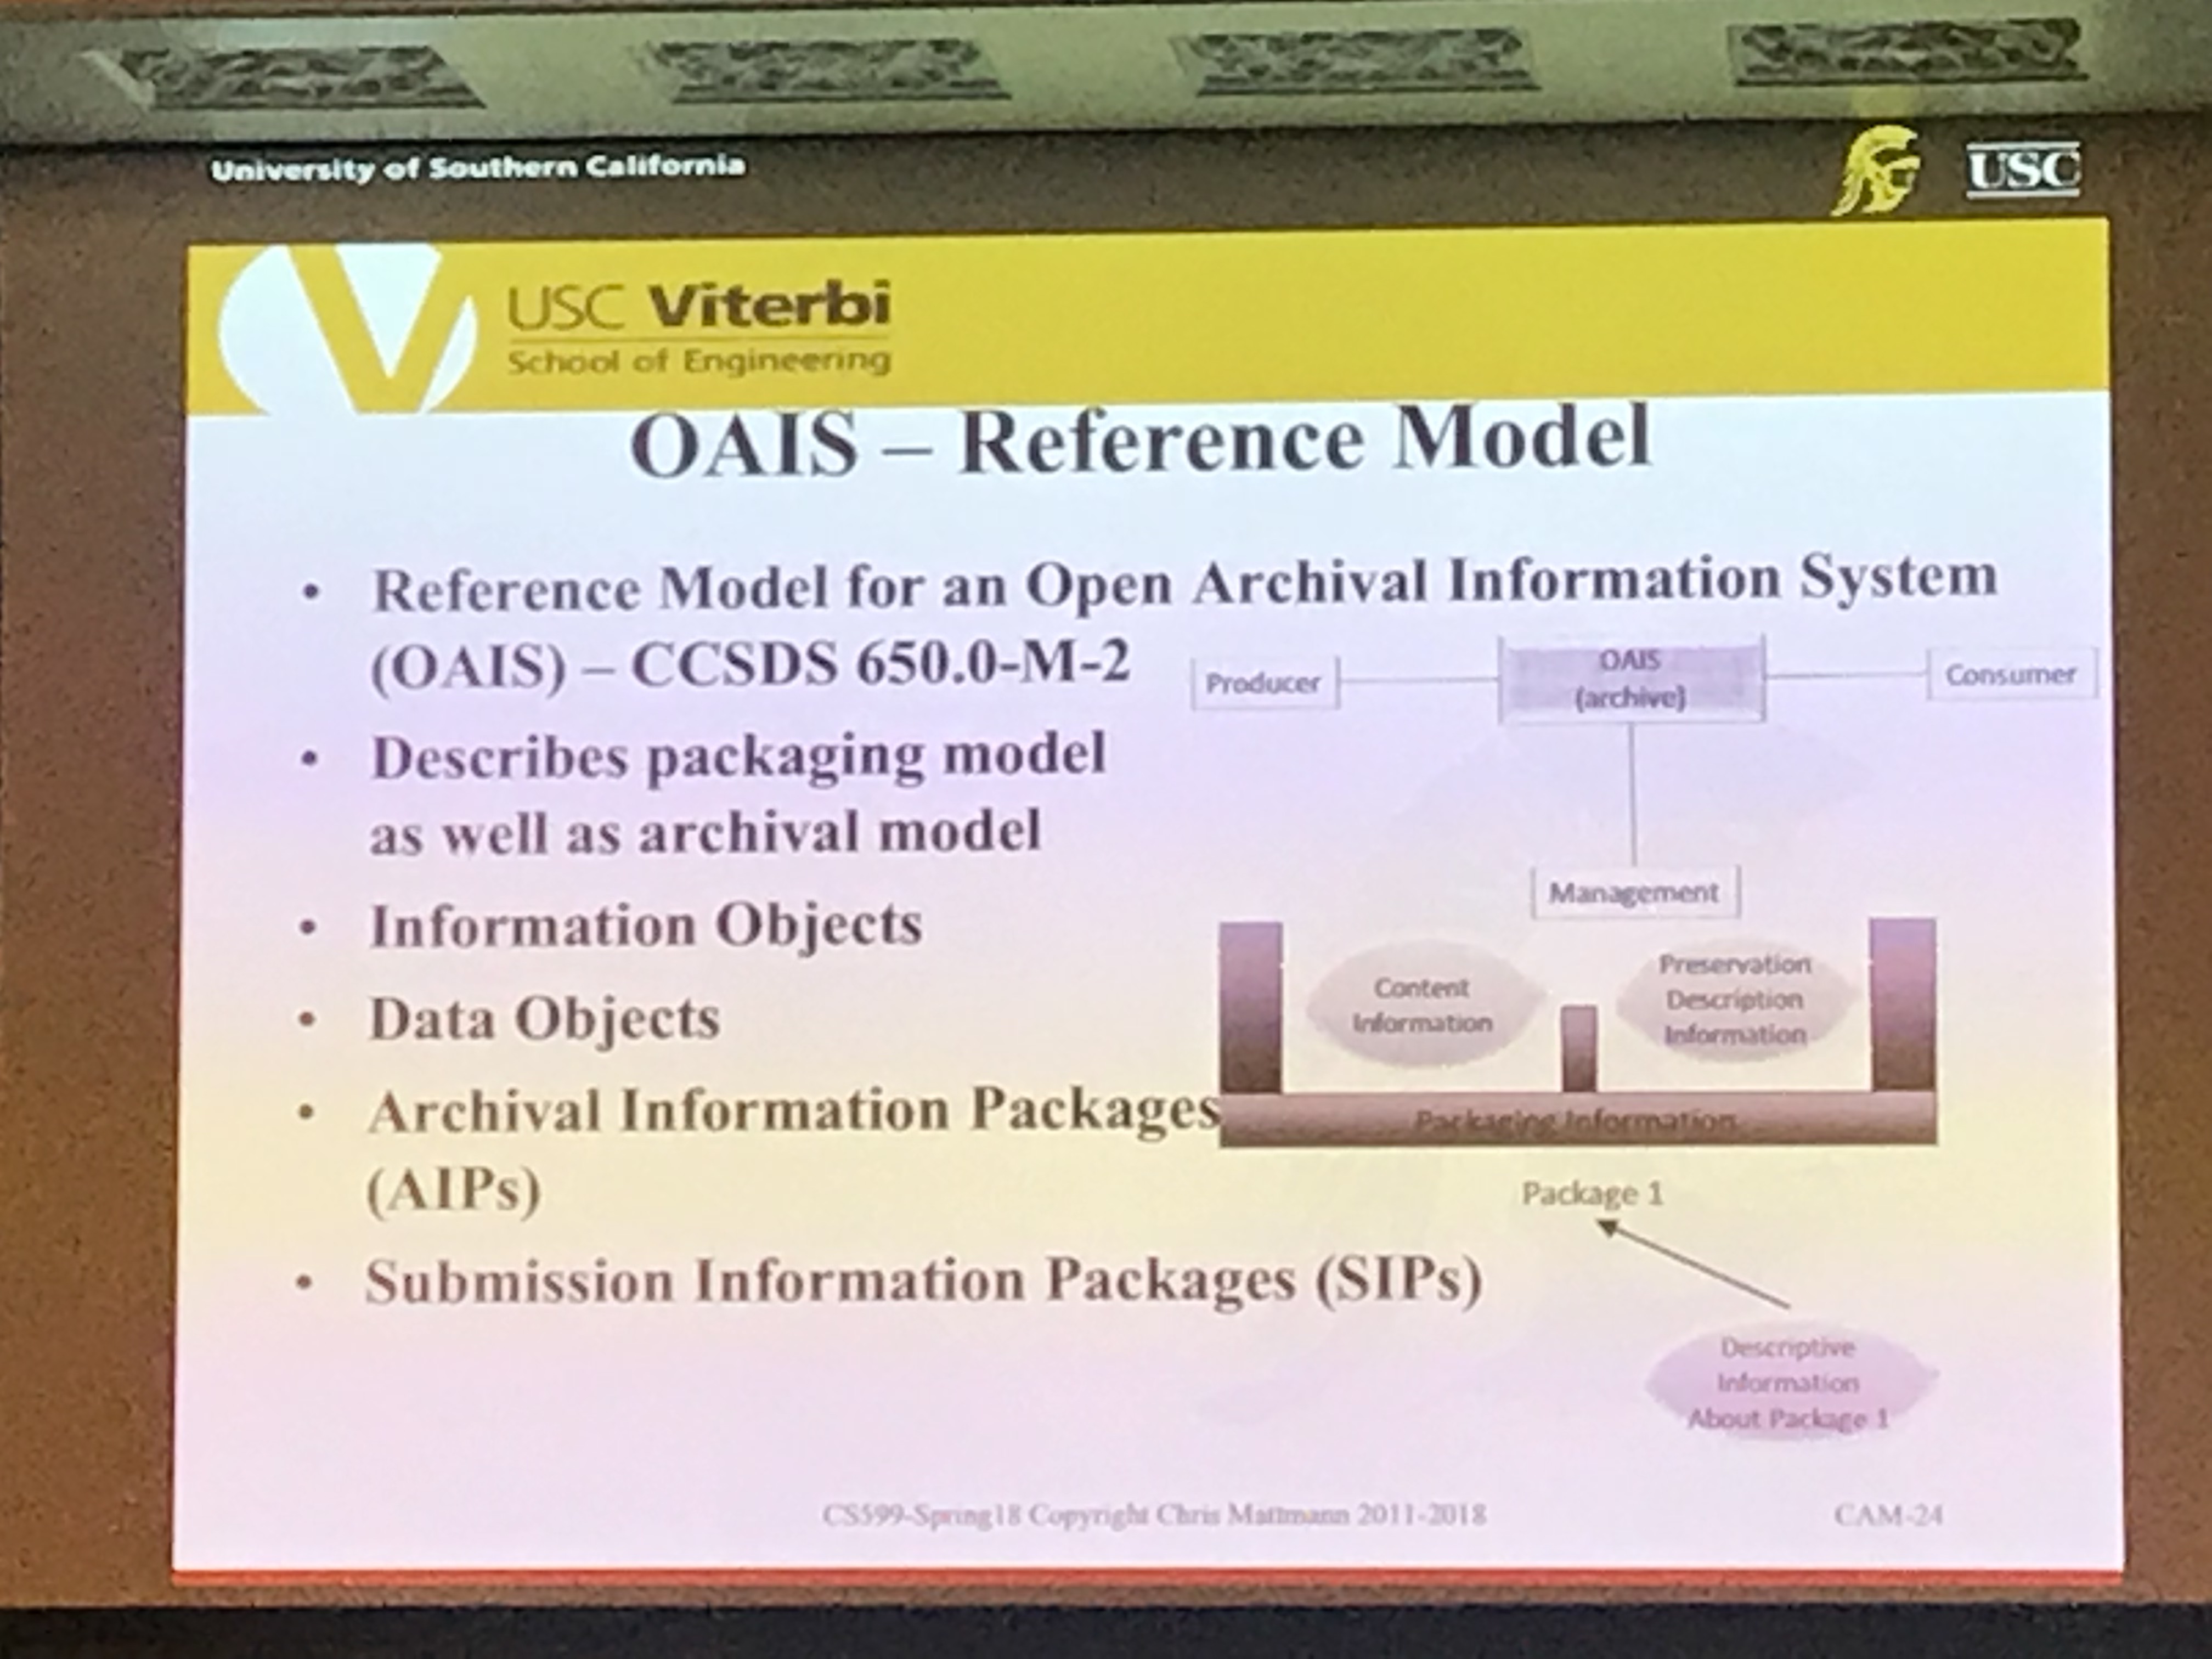 University of Southern California
USC
USC Viterbi
School of Engineering
OAIS – Reference Model
• Reference Model for an Open Archival Information System
(OAIS) – CCSDS 650.0-M-2
• Describes packaging model
as well as archival model
• Information Objects
• Data Objects
• Archival Information Packages
(AIPs)
• Submission Information Packages (SIPs)
Producer
OAIS
(archive)
Consumer
Management
Content
Information
Preservation
Description
Information
Packaging Information
Package 1
Descriptive
Information
About Package 1
CS599-Spring18 Copyright Chris Mattmann 2011-2018
CAM-24